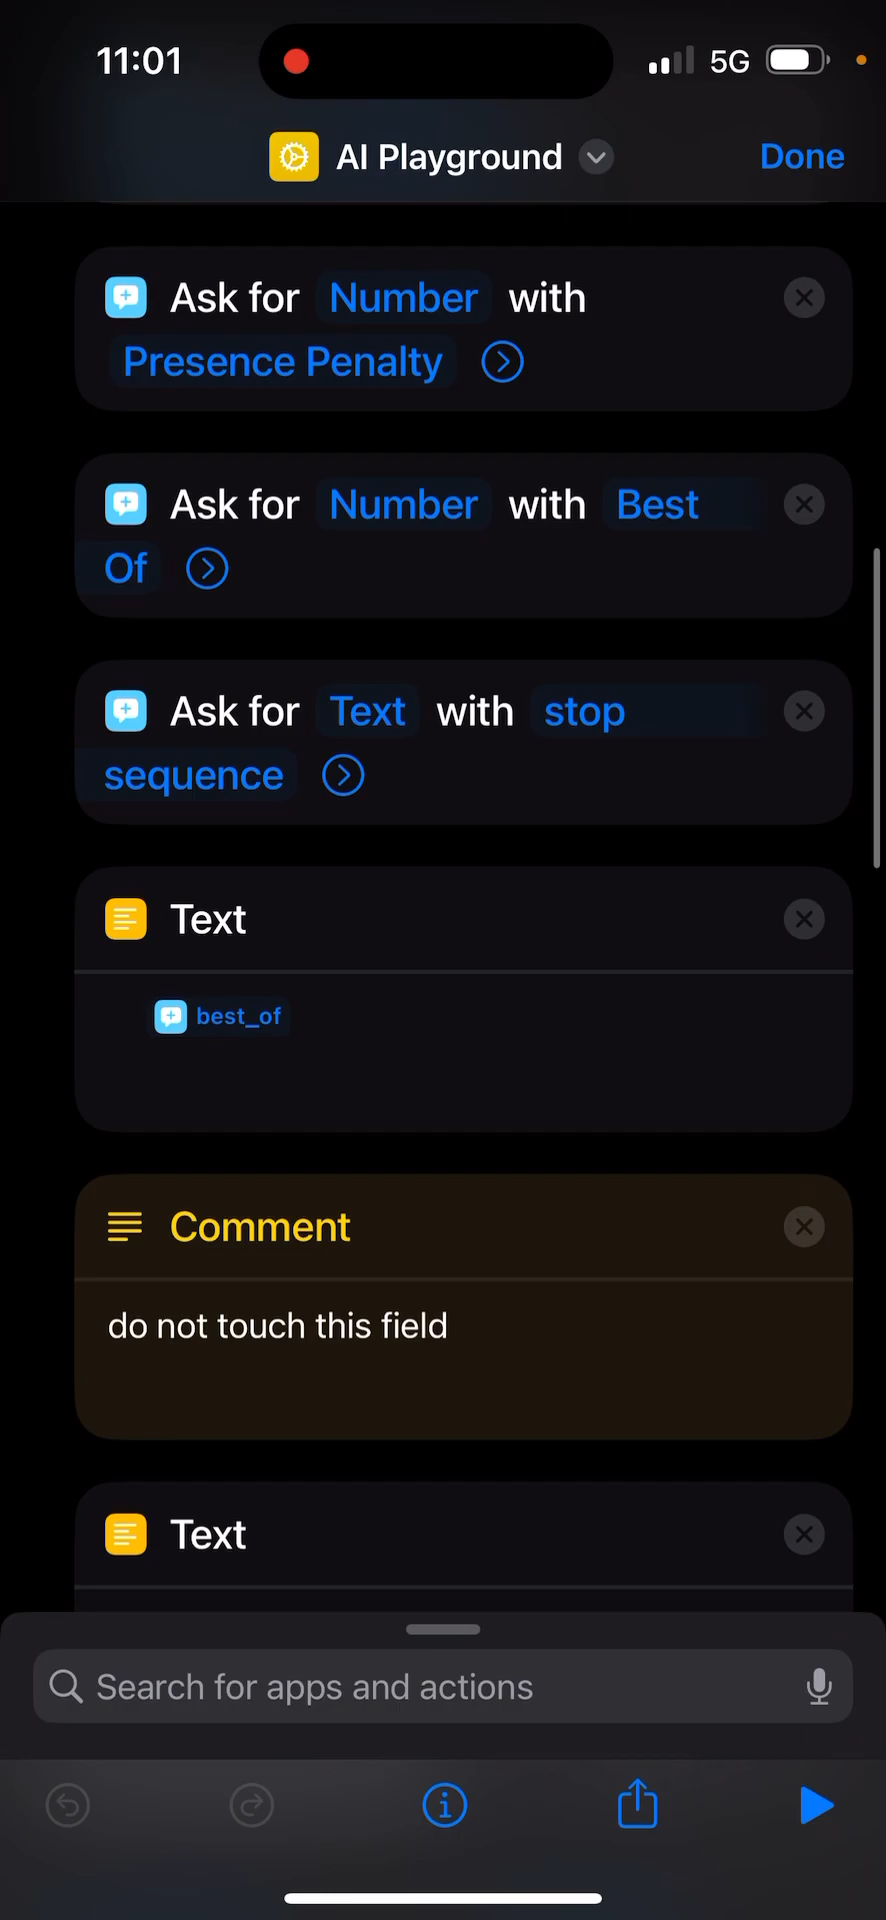 11:01
5G
AI Playground
Done
Ask for Number with
Presence Penalty
Ask for Number with Best
Of
Ask for Text with stop
sequence
Text
best_of
Comment
do not touch this field
Text
Search for apps and actions